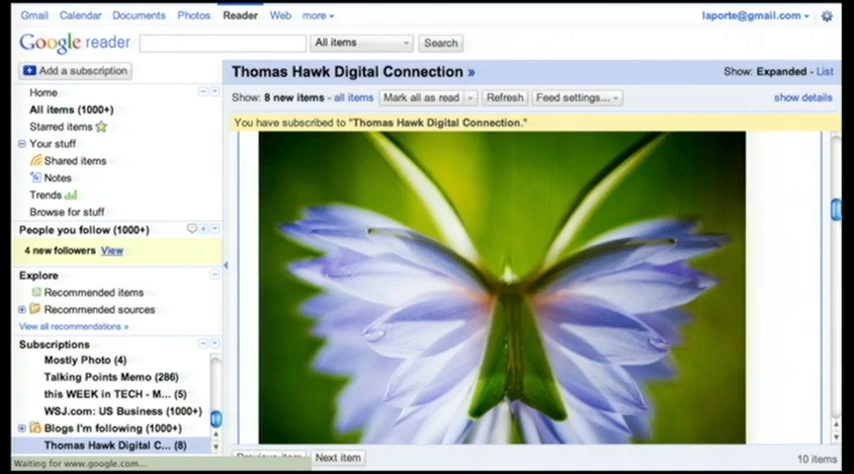 Gmail Calendar Documents Photos Reader Web more laporte@gmail.com
Google reader All items Search
Add a subscription
Thomas Hawk Digital Connection » Show: Expanded - List
Home
Show: 8 new items - all items Mark all as read Refresh Feed settings... show details
All items (1000+)
Starred items
You have subscribed to "Thomas Hawk Digital Connection."
Your stuff
Shared items
Notes
Trends
Browse for stuff
People you follow (1000+)
4 new followers View
Explore
Recommended items
Recommended sources
View all recommendations »
Subscriptions
Mostly Photo (4)
Talking Points Memo (286)
this WEEK in TECH - M... (5)
WSJ.com: US Business (1000+)
Blogs I'm following (1000+)
Thomas Hawk Digital C... (8)
Previous item Next item 10 items
Waiting for www.google.com...